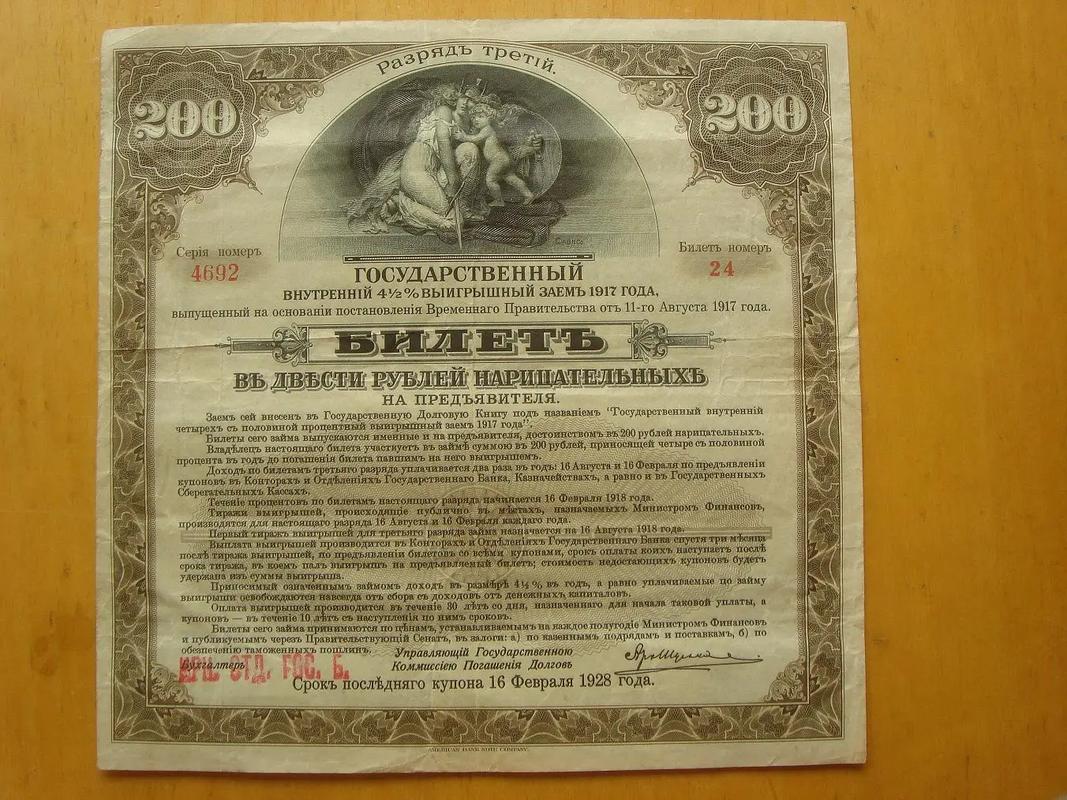 Разрядъ третій.
200
200
Серія номеръ
4692
Билетъ номеръ
24
ГОСУДАРСТВЕННЫЙ
ВНУТРЕННІЙ 4½% ВЫИГРЫШНЫЙ ЗАЕМЪ 1917 ГОДА,
выпущенный на основаніи постановленія Временнаго Правительства отъ 11-го Августа 1917 года.
БИЛЕТЪ
ВЪ ДВѢСТИ РУБЛЕЙ НАРИЦАТЕЛЬНЫХЪ
НА ПРЕДЪЯВИТЕЛЯ.
Заемъ сей внесенъ въ Государственную Долговую Книгу подъ названіемъ "Государственный внутренній
четырехъ съ половиной процентный выигрышный заемъ 1917 года".
Билеты сего займа выпускаются именные и на предъявителя, достоинствомъ въ 200 рублей нарицательныхъ.
Владѣлецъ настоящаго билета участвуетъ въ займѣ суммою въ 200 рублей, приносящей четыре съ половиной
процента въ годъ до погашенія билета павшимъ на него выигрышемъ.
Доходъ по билетамъ третьяго разряда уплачивается два раза въ годъ: 16 Августа и 16 Февраля по предъявленіи
купоновъ въ Конторахъ и Отдѣленіяхъ Государственнаго Банка, Казначействахъ, а равно и въ Государственныхъ
Сберегательныхъ Кассахъ.
Теченіе процентовъ по билетамъ настоящаго разряда начинается 16 Февраля 1918 года.
Тиражи выигрышей, происходящіе публично въ мѣстахъ, назначаемыхъ Министромъ Финансовъ,
производятся для настоящаго разряда 16 Августа и 16 Февраля каждаго года.
Первый тиражъ выигрышей для третьяго разряда займа назначается на 16 Августа 1918 года.
Выплата выигрышей производится въ Конторахъ и Отдѣленіяхъ Государственнаго Банка спустя три мѣсяца
послѣ тиража выигрышей, по предъявленіи билетовъ со всѣми купонами, срокъ оплаты коихъ наступаетъ послѣ
срока тиража, въ коемъ палъ выигрышъ на предъявляемый билетъ; стоимость недостающихъ купоновъ будетъ
удержана изъ суммы выигрыша.
Приносимый означеннымъ займомъ доходъ въ размѣрѣ 4½% въ годъ, а равно уплачиваемые по займу
выигрыши освобождаются навсегда отъ сбора съ доходовъ отъ денежныхъ капиталовъ.
Оплата выигрышей производится въ теченіе 30 лѣтъ со дня, назначеннаго для начала таковой уплаты, а
купоновъ — въ теченіе 10 лѣтъ съ наступленія по нимъ сроковъ.
Билеты сего займа принимаются по цѣнамъ, устанавливаемымъ на каждое полугодіе Министромъ Финансовъ
и публикуемымъ черезъ Правительствующій Сенатъ, въ залоги: а) по казеннымъ подрядамъ и поставкамъ, б) по
обезпеченію таможенныхъ пошлинъ.
Управляющій Государственною
Бухгалтеръ
Коммиссіею Погашенія Долговъ
ОТД. ГОС. Б.
Срокъ послѣдняго купона 16 Февраля 1928 года.
AMERICAN BANK NOTE COMPANY.